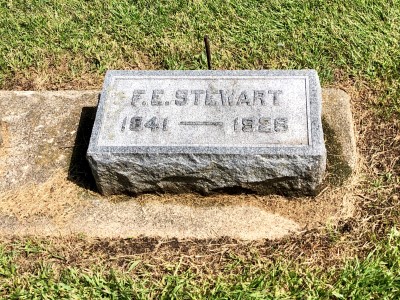 F. E. STEWART
1841 — 1928